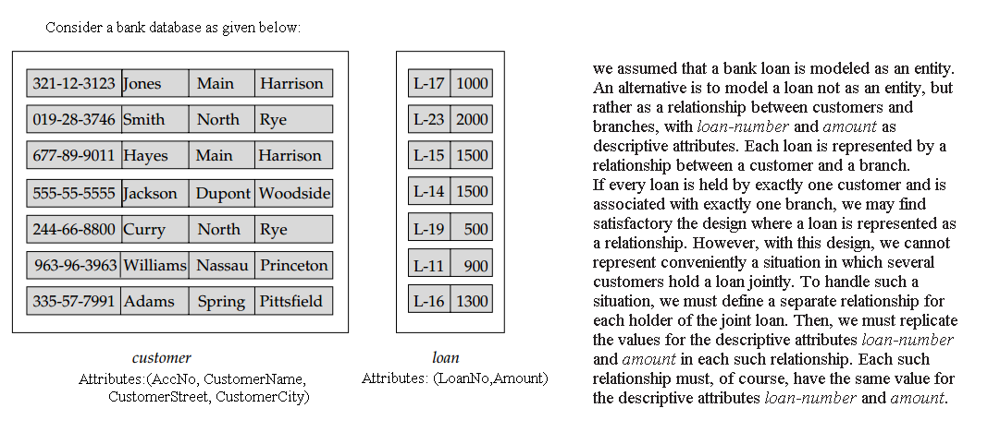 Consider a bank database as given below:
321-12-3123 Jones Main Harrison
019-28-3746 Smith North Rye
677-89-9011 Hayes Main Harrison
555-55-5555 Jackson Dupont Woodside
244-66-8800 Curry North Rye
963-96-3963 Williams Nassau Princeton
335-57-7991 Adams Spring Pittsfield
customer
Attributes:(AccNo, CustomerName,
CustomerStreet, CustomerCity)
L-17 1000
L-23 2000
L-15 1500
L-14 1500
L-19 500
L-11 900
L-16 1300
loan
Attributes: (LoanNo,Amount)
we assumed that a bank loan is modeled as an entity.
An alternative is to model a loan not as an entity, but
rather as a relationship between customers and
branches, with loan-number and amount as
descriptive attributes. Each loan is represented by a
relationship between a customer and a branch.
If every loan is held by exactly one customer and is
associated with exactly one branch, we may find
satisfactory the design where a loan is represented as
a relationship. However, with this design, we cannot
represent conveniently a situation in which several
customers hold a loan jointly. To handle such a
situation, we must define a separate relationship for
each holder of the joint loan. Then, we must replicate
the values for the descriptive attributes loan-number
and amount in each such relationship. Each such
relationship must, of course, have the same value for
the descriptive attributes loan-number and amount.